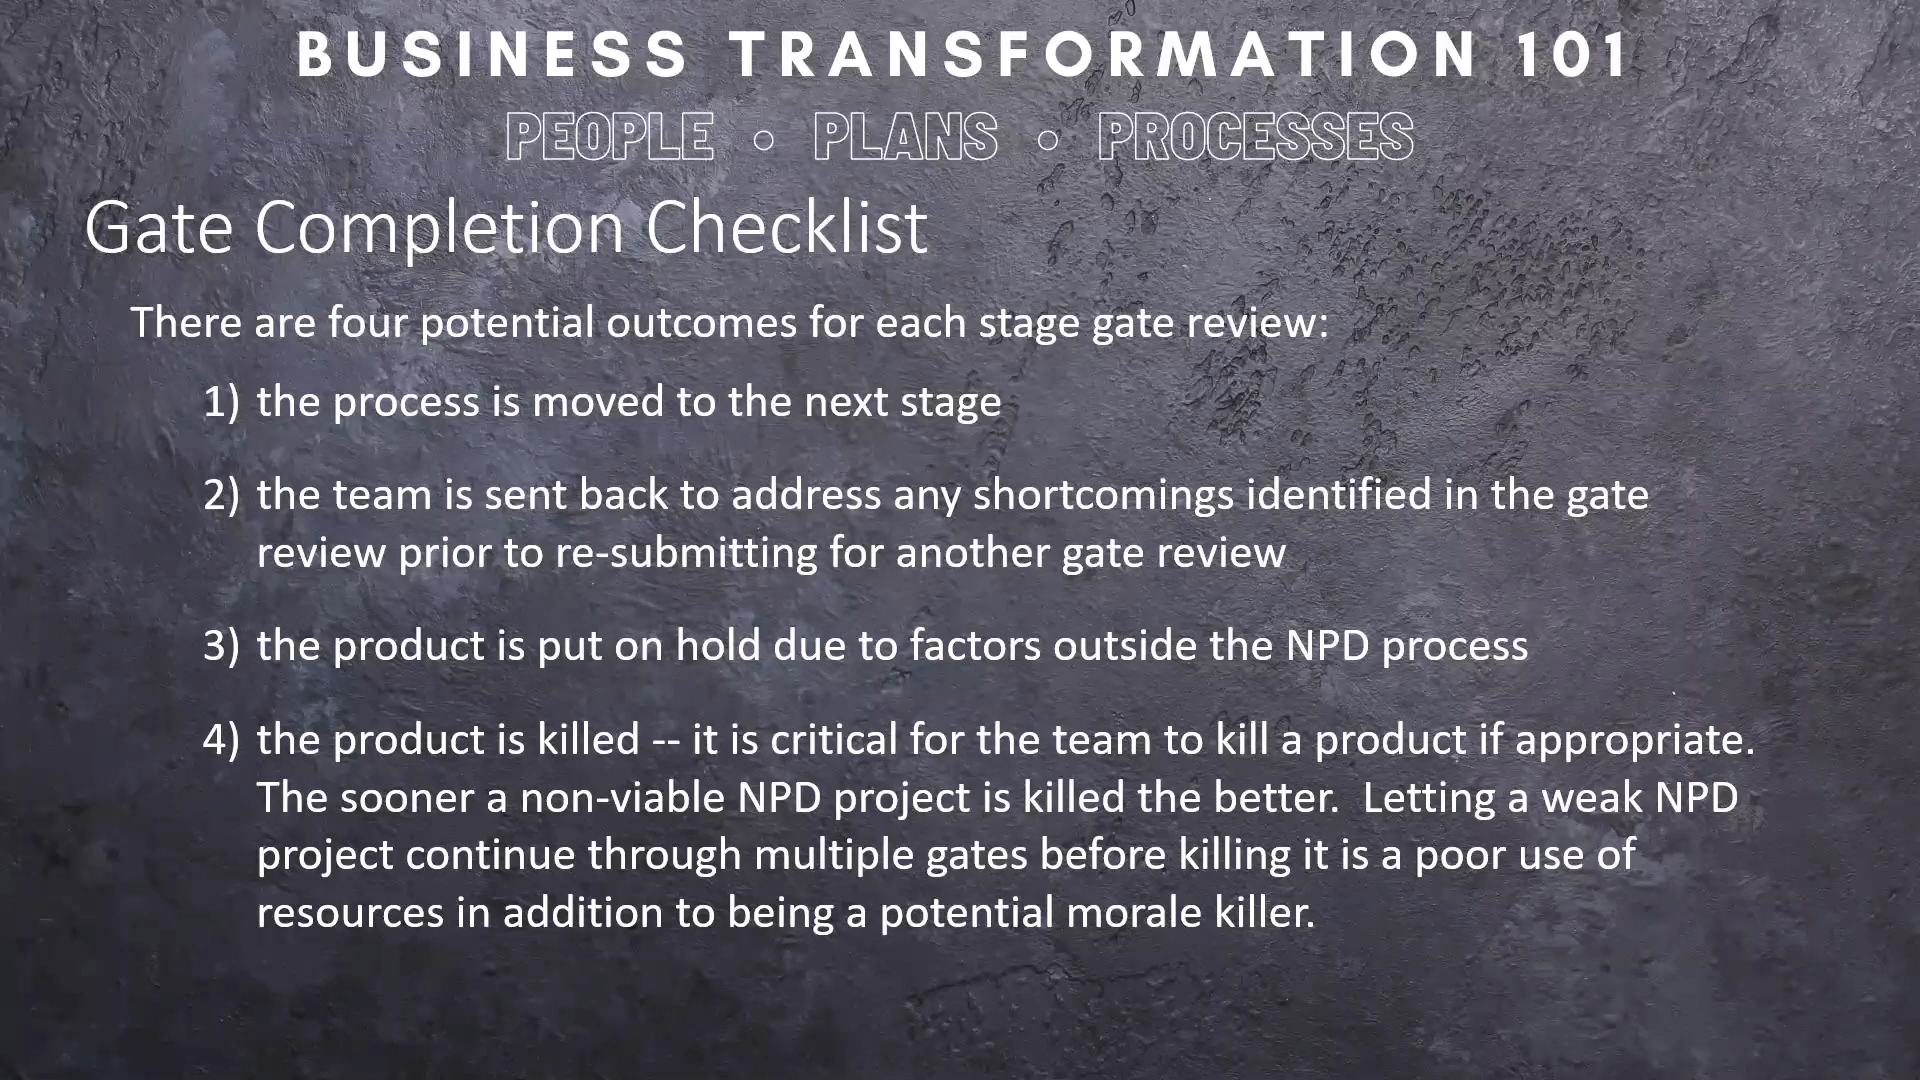 BUSINESS TRANSFORMATION 101
PEOPLE • PLANS • PROCESSES
Gate Completion Checklist
There are four potential outcomes for each stage gate review:
1) the process is moved to the next stage
2) the team is sent back to address any shortcomings identified in the gate
review prior to re-submitting for another gate review
3) the product is put on hold due to factors outside the NPD process
4) the product is killed -- it is critical for the team to kill a product if appropriate.
The sooner a non-viable NPD project is killed the better.  Letting a weak NPD
project continue through multiple gates before killing it is a poor use of
resources in addition to being a potential morale killer.